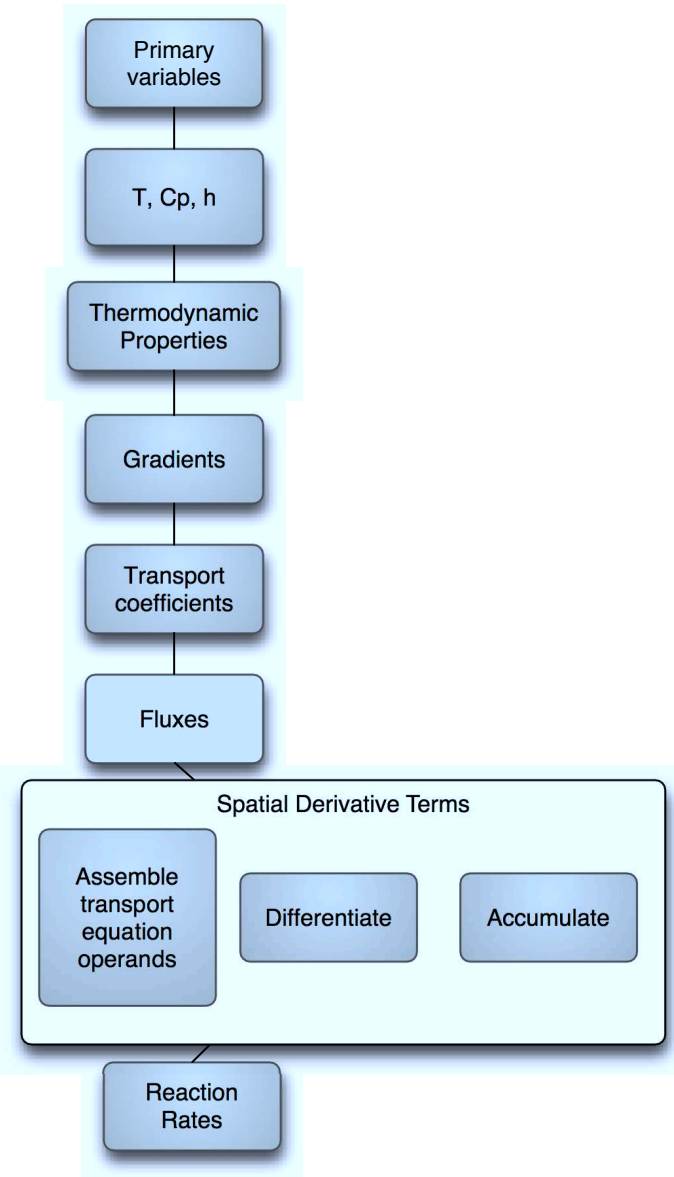 Primary
variables
T, Cp, h
Thermodynamic
Properties
Gradients
Transport
coefficients
Fluxes
Spatial Derivative Terms
Assemble
transport
equation
operands
Differentiate
Accumulate
Reaction
Rates